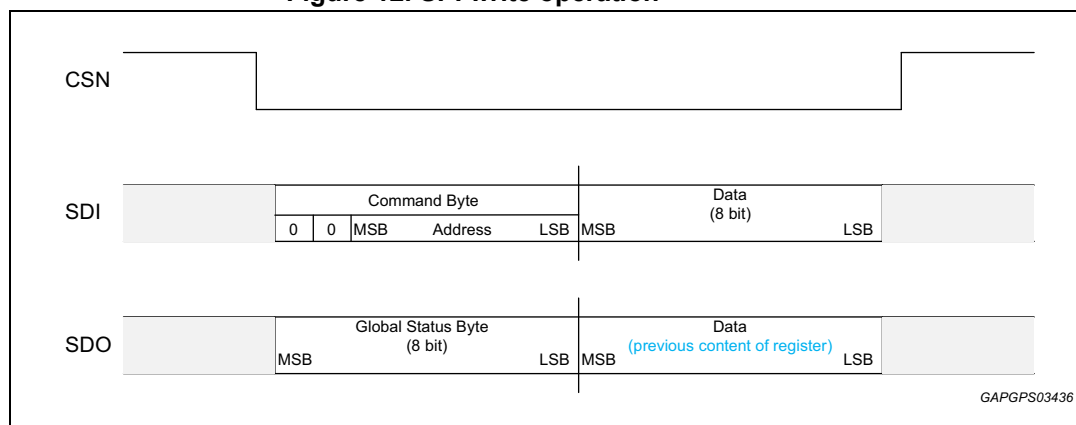 CSN
SDI
Command Byte
0 0 MSB Address LSB
Data
(8 bit)
MSB LSB
SDO
Global Status Byte
(8 bit)
MSB LSB
Data
(previous content of register)
MSB LSB
GAPGPS03436